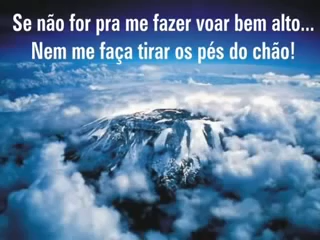 Se não for pra me fazer voar bem alto...
Nem me faça tirar os pés do chão!